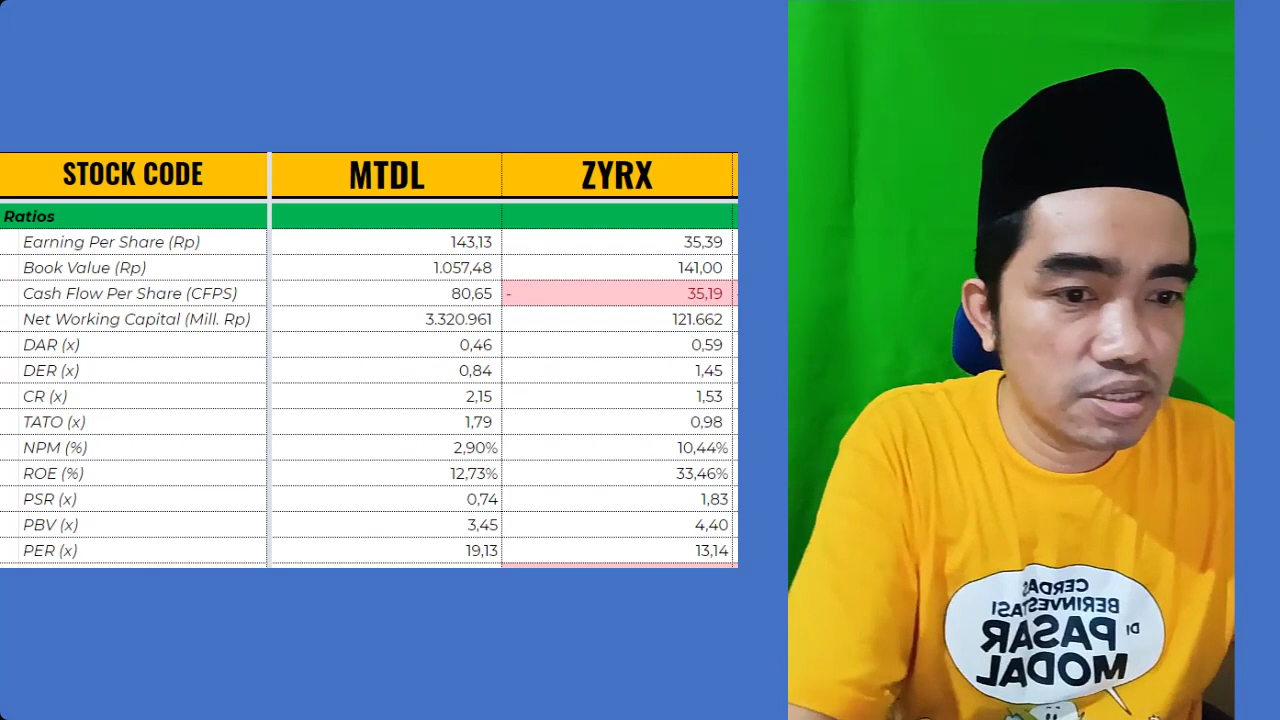 STOCK CODE MTDL ZYRX
Ratios
Earning Per Share (Rp) 143,13 35,39
Book Value (Rp) 1.057,48 141,00
Cash Flow Per Share (CFPS) 80,65 - 35,19
Net Working Capital (Mill. Rp) 3.320.961 121.662
DAR (x) 0,46 0,59
DER (x) 0,84 1,45
CR (x) 2,15 1,53
TATO (x) 1,79 0,98
NPM (%) 2,90% 10,44%
ROE (%) 12,73% 33,46%
PSR (x) 0,74 1,83
PBV (x) 3,45 4,40
PER (x) 19,13 13,14
CERDAS
BERINVESTASI
DI PASAR
MODAL